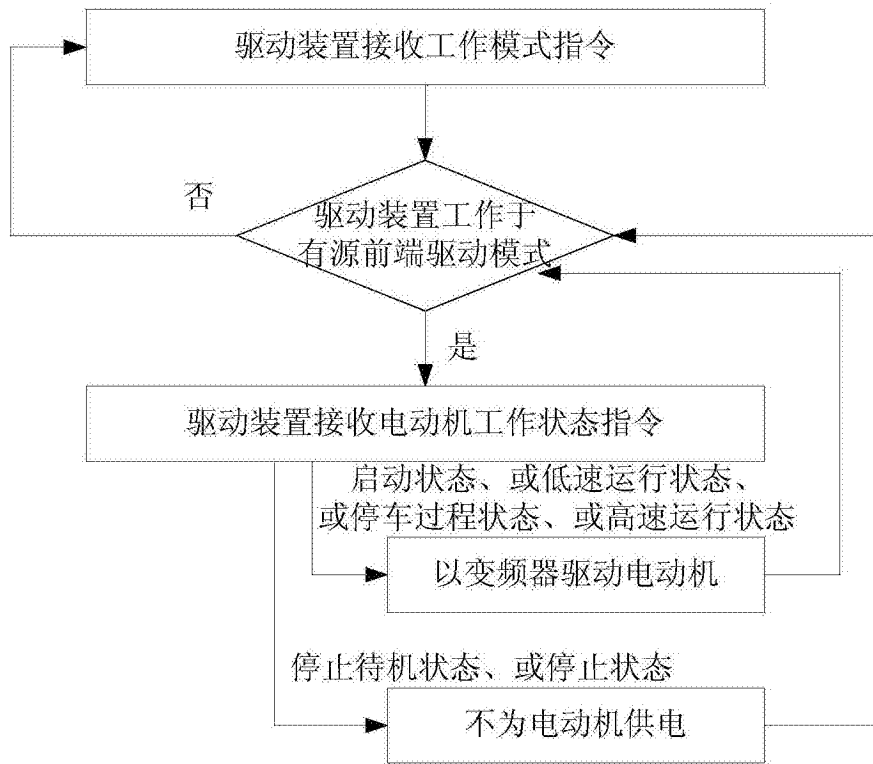 驱动装置接收工作模式指令
否
驱动装置工作于
有源前端驱动模式
是
驱动装置接收电动机工作状态指令
启动状态、或低速运行状态、
或停车过程状态、或高速运行状态
以变频器驱动电动机
停止待机状态、或停止状态
不为电动机供电